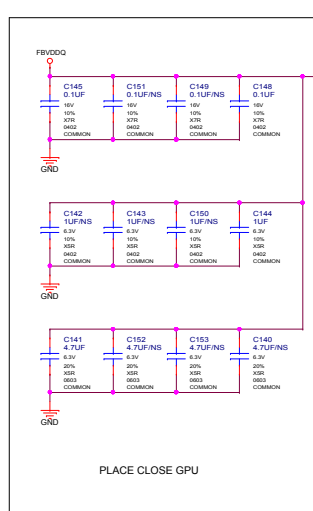 FBVDDQ
C145 C151 C149 C148
0.1UF 0.1UF/NS 0.1UF/NS 0.1UF
16V 16V 16V 16V
10% 10% 10% 10%
X7R X7R X7R X7R
0402 0402 0402 0402
COMMON COMMON COMMON COMMON
GND
C142 C143 C150 C144
1UF/NS 1UF/NS 1UF/NS 1UF
6.3V 6.3V 6.3V 6.3V
10% 10% 10% 10%
X5R X5R X5R X5R
0402 0402 0402 0402
COMMON COMMON COMMON COMMON
GND
C141 C152 C153 C140
4.7UF 4.7UF/NS 4.7UF/NS 4.7UF/NS
6.3V 6.3V 6.3V 6.3V
20% 20% 20% 20%
X5R X5R X5R X5R
0603 0603 0603 0603
COMMON COMMON COMMON COMMON
GND
PLACE CLOSE GPU